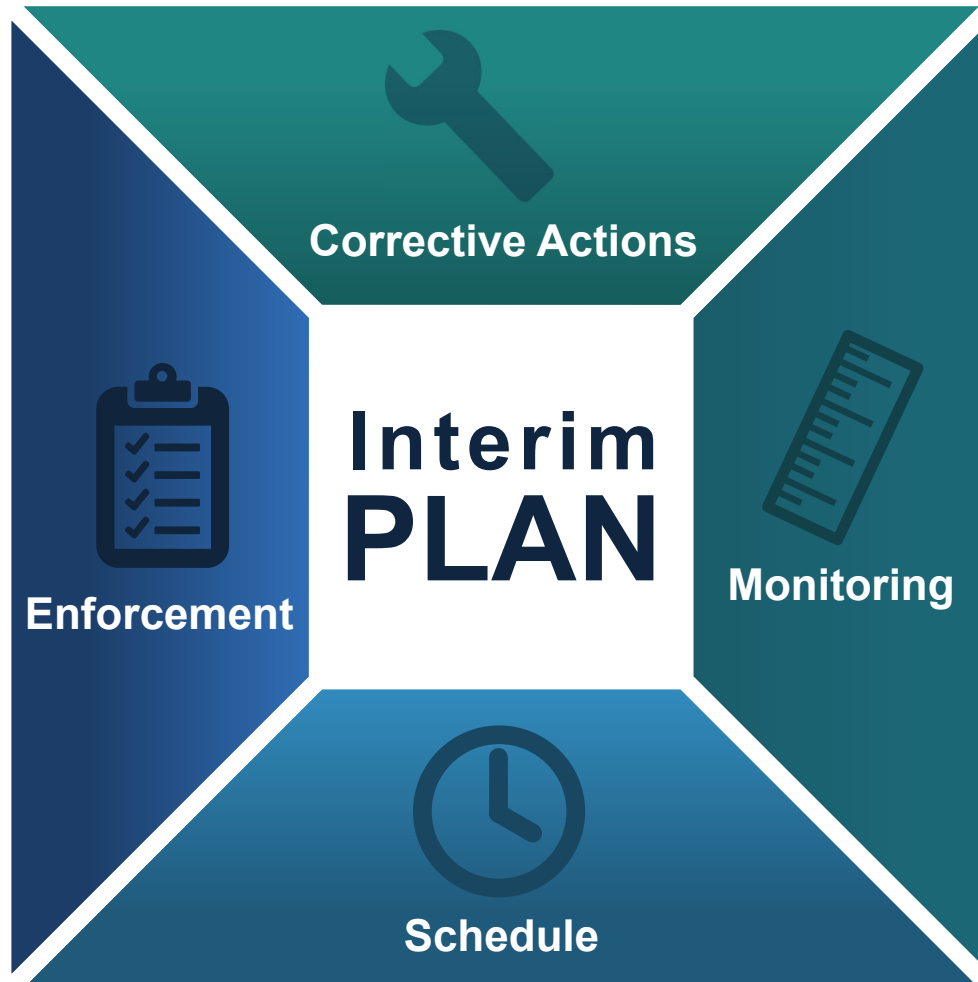 Corrective Actions
Interim
PLAN
Enforcement
Monitoring
Schedule